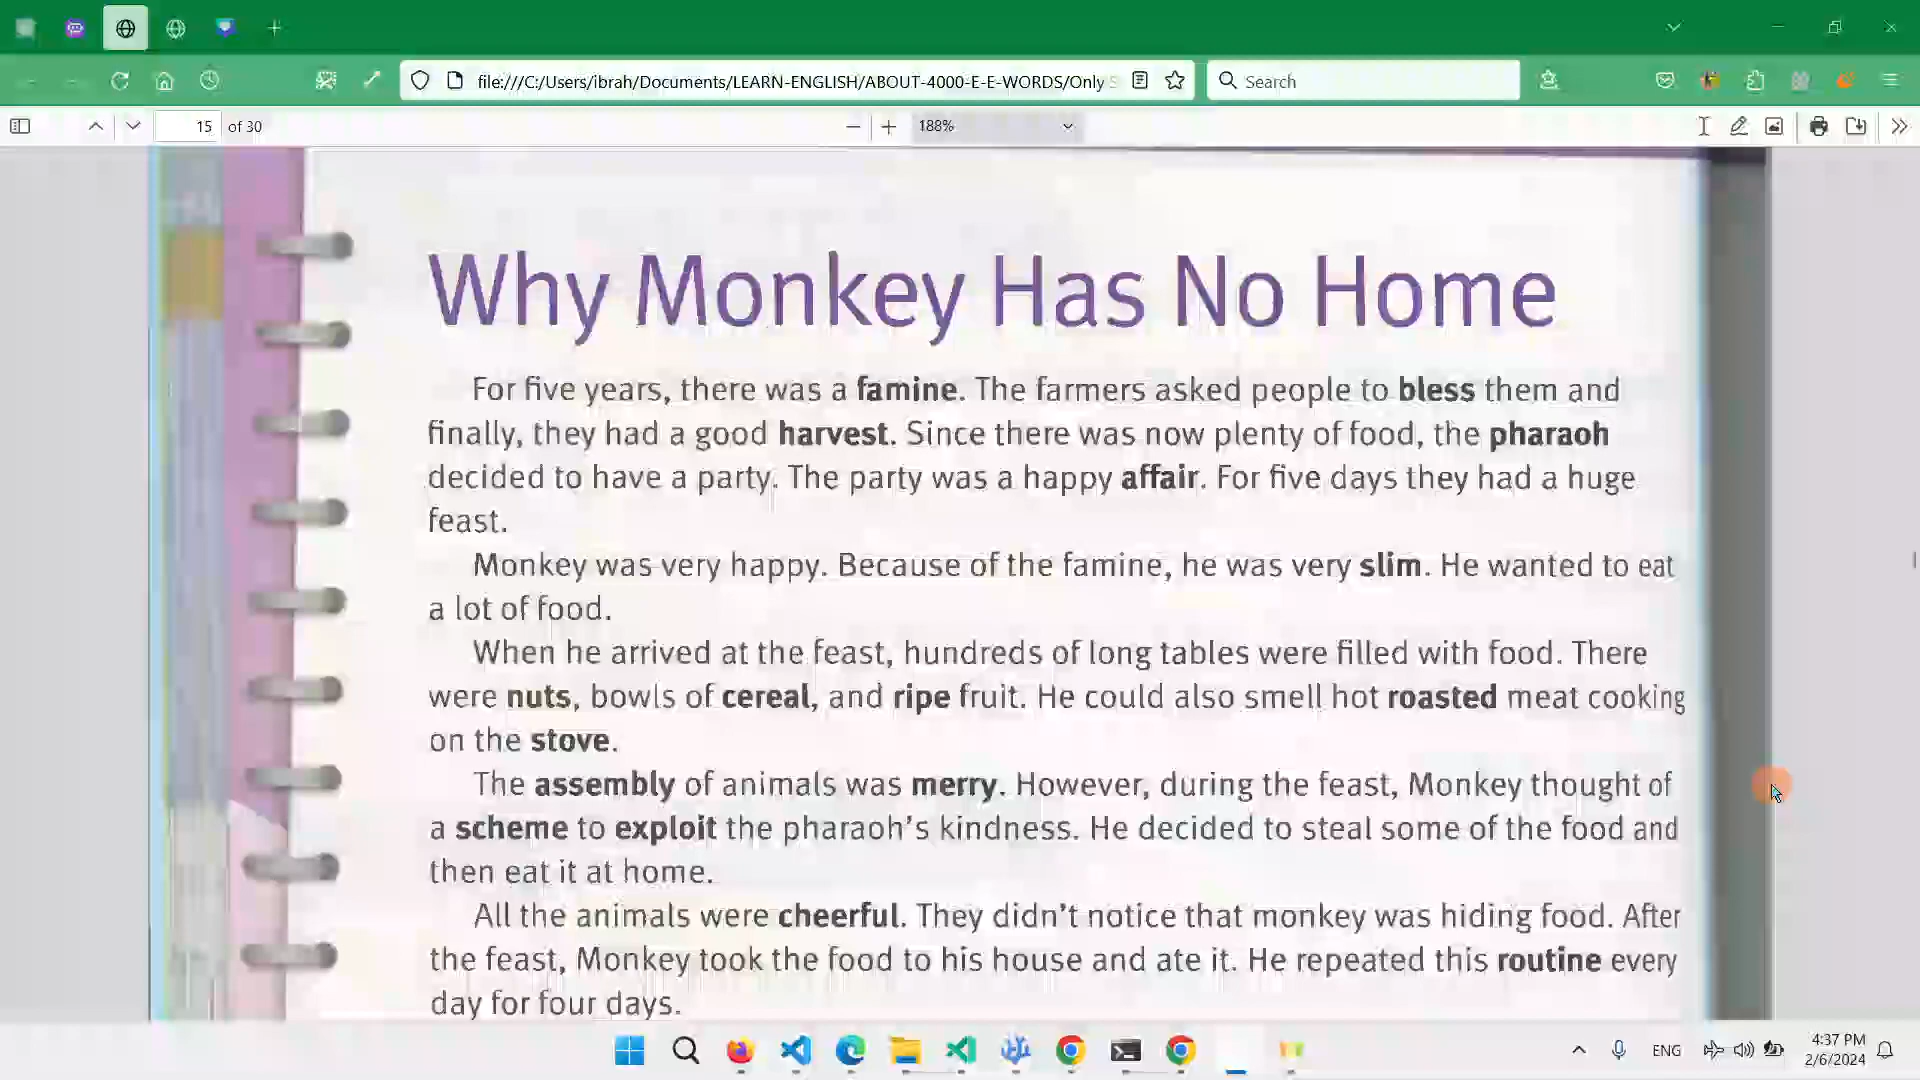 file:///C:/Users/ibrah/Documents/LEARN-ENGLISH/ABOUT-4000-E-E-WORDS/Only S
Search
15 of 30
188%
Why Monkey Has No Home
For five years, there was a famine. The farmers asked people to bless them and
finally, they had a good harvest. Since there was now plenty of food, the pharaoh
decided to have a party. The party was a happy affair. For five days they had a huge
feast.
Monkey was very happy. Because of the famine, he was very slim. He wanted to eat
a lot of food.
When he arrived at the feast, hundreds of long tables were filled with food. There
were nuts, bowls of cereal, and ripe fruit. He could also smell hot roasted meat cooking
on the stove.
The assembly of animals was merry. However, during the feast, Monkey thought of
a scheme to exploit the pharaoh's kindness. He decided to steal some of the food and
then eat it at home.
All the animals were cheerful. They didn't notice that monkey was hiding food. After
the feast, Monkey took the food to his house and ate it. He repeated this routine every
day for four days.
ENG
4:37 PM
2/6/2024